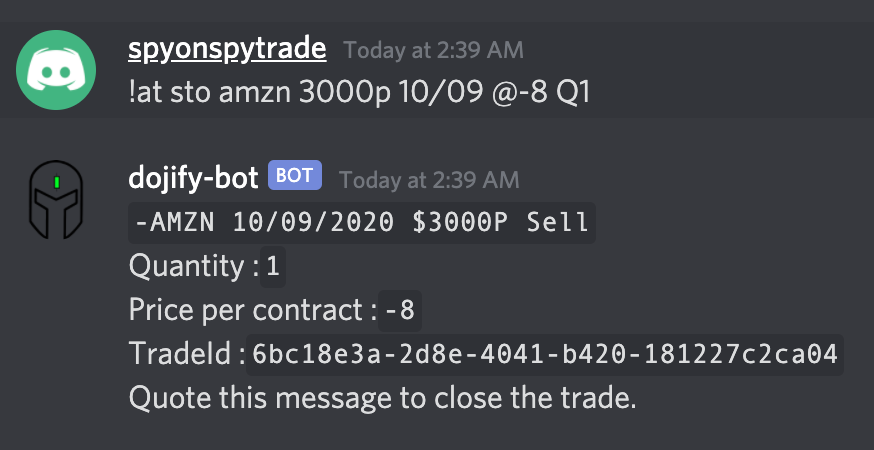 spyonspytrade Today at 2:39 AM
!at sto amzn 3000p 10/09 @-8 Q1
dojify-bot BOT Today at 2:39 AM
-AMZN 10/09/2020 $3000P Sell
Quantity : 1
Price per contract : -8
TradeId : 6bc18e3a-2d8e-4041-b420-181227c2ca04
Quote this message to close the trade.